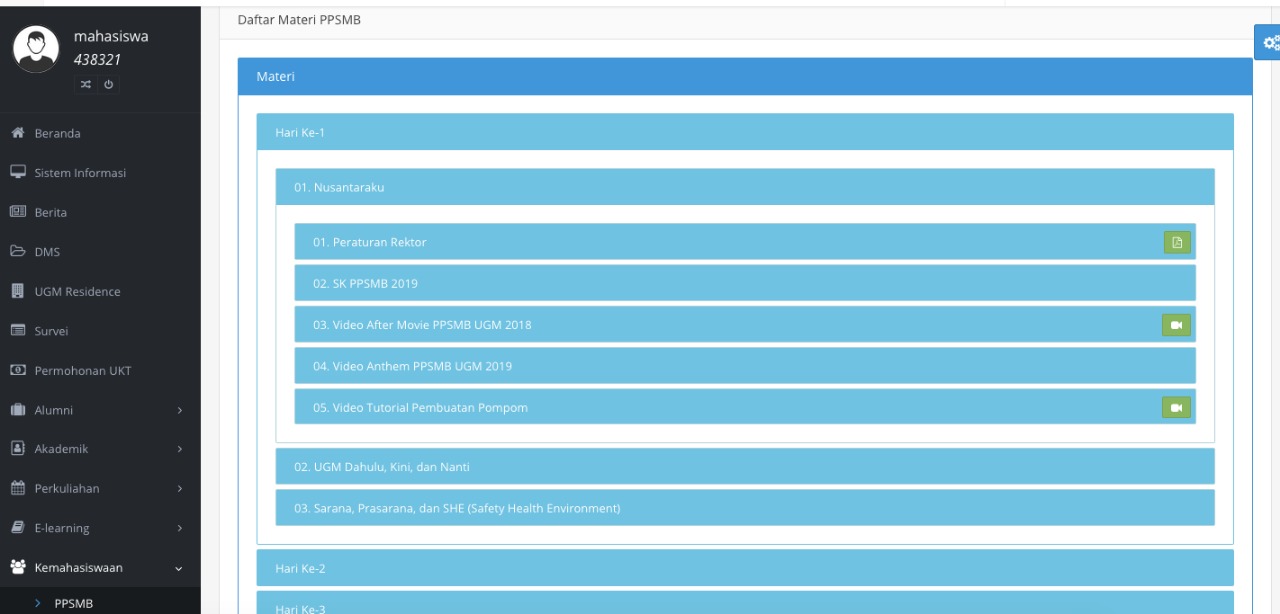 mahasiswa
438321
Beranda
Sistem Informasi
Berita
DMS
UGM Residence
Survei
Permohonan UKT
Alumni
Akademik
Perkuliahan
E-learning
Kemahasiswaan
PPSMB
Daftar Materi PPSMB
Materi
Hari Ke-1
01. Nusantaraku
01. Peraturan Rektor
02. SK PPSMB 2019
03. Video After Movie PPSMB UGM 2018
04. Video Anthem PPSMB UGM 2019
05. Video Tutorial Pembuatan Pompom
02. UGM Dahulu, Kini, dan Nanti
03. Sarana, Prasarana, dan SHE (Safety Health Environment)
Hari Ke-2
Hari Ke-3